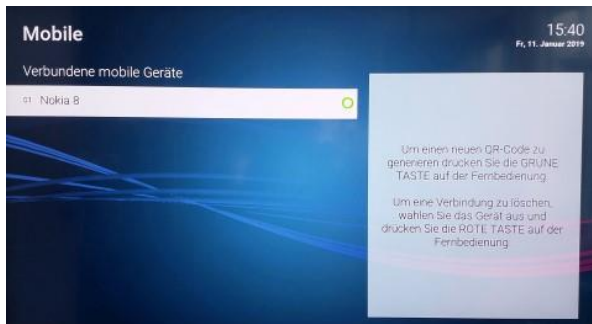 Mobile
15:40
Fr, 11. Januar 2019
Verbundene mobile Geräte
01 Nokia 8
Um einen neuen QR-Code zu
generieren drücken Sie die GRÜNE
TASTE auf der Fernbedienung
Um eine Verbindung zu löschen,
wählen Sie das Gerät aus und
drücken Sie die ROTE TASTE auf der
Fernbedienung